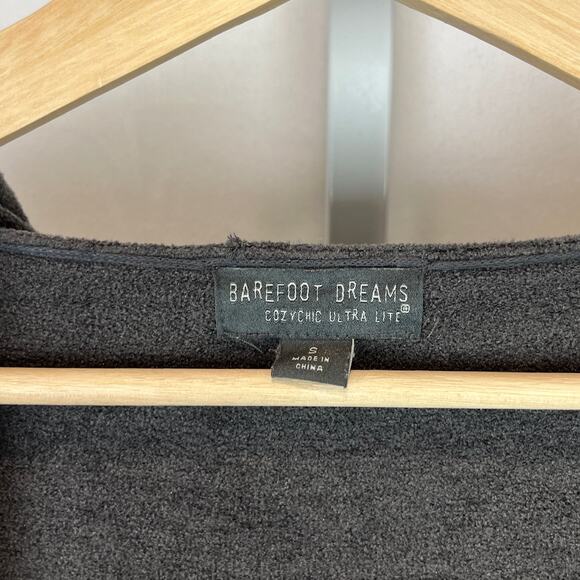 BAREFOOT DREAMS
COZYCHIC ULTRA LITE®
S
MADE IN
CHINA